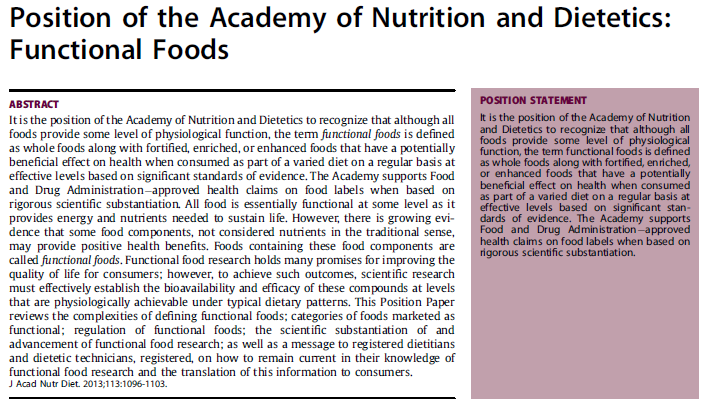 Position of the Academy of Nutrition and Dietetics:
Functional Foods
ABSTRACT
It is the position of the Academy of Nutrition and Dietetics to recognize that although all
foods provide some level of physiological function, the term functional foods is defined
as whole foods along with fortified, enriched, or enhanced foods that have a potentially
beneficial effect on health when consumed as part of a varied diet on a regular basis at
effective levels based on significant standards of evidence. The Academy supports Food
and Drug Administration–approved health claims on food labels when based on
rigorous scientific substantiation. All food is essentially functional at some level as it
provides energy and nutrients needed to sustain life. However, there is growing evi-
dence that some food components, not considered nutrients in the traditional sense,
may provide positive health benefits. Foods containing these food components are
called functional foods. Functional food research holds many promises for improving the
quality of life for consumers; however, to achieve such outcomes, scientific research
must effectively establish the bioavailability and efficacy of these compounds at levels
that are physiologically achievable under typical dietary patterns. This Position Paper
reviews the complexities of defining functional foods; categories of foods marketed as
functional; regulation of functional foods; the scientific substantiation of and
advancement of functional food research; as well as a message to registered dietitians
and dietetic technicians, registered, on how to remain current in their knowledge of
functional food research and the translation of this information to consumers.
J Acad Nutr Diet. 2013;113:1096-1103.
POSITION STATEMENT
It is the position of the Academy of Nutrition
and Dietetics to recognize that although all
foods provide some level of physiological
function, the term functional foods is defined
as whole foods along with fortified, enriched,
or enhanced foods that have a potentially
beneficial effect on health when consumed
as part of a varied diet on a regular basis at
effective levels based on significant stan-
dards of evidence. The Academy supports
Food and Drug Administration–approved
health claims on food labels when based on
rigorous scientific substantiation.